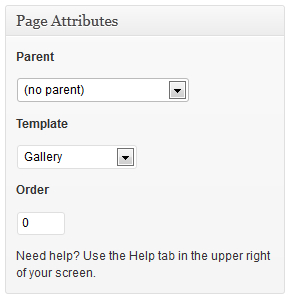 Page Attributes
Parent
(no parent)
Template
Gallery
Order
0
Need help? Use the Help tab in the upper right
of your screen.